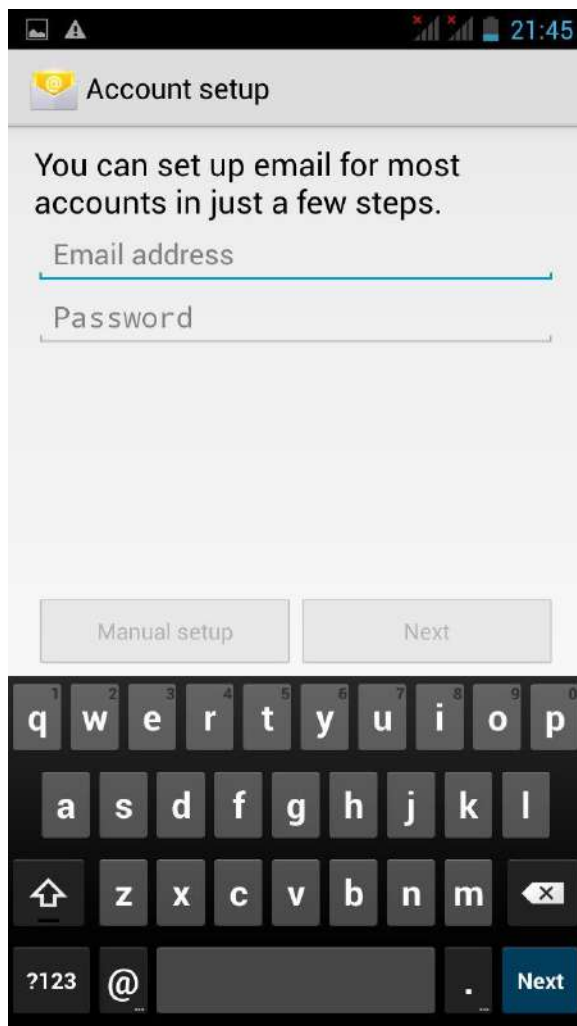 21:45
@ Account setup
You can set up email for most
accounts in just a few steps.
Email address
Password
Manual setup Next
1 2 3 4 5 6 7 8 9 0
q w e r t y u i o p
a s d f g h j k l
z x c v b n m
?123 @ ... . ... Next